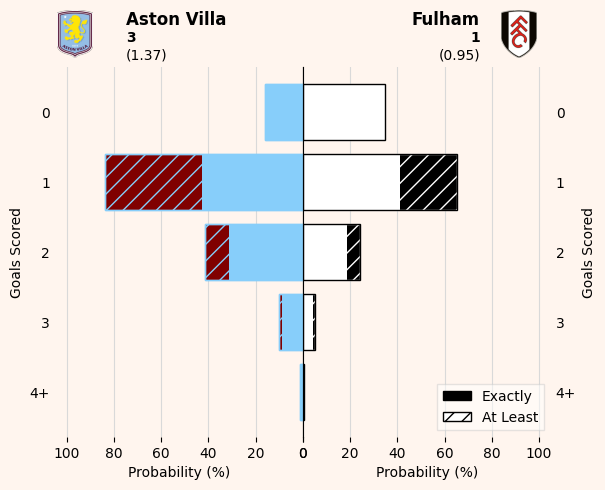 Aston Villa
3
(1.37)
Fulham
1
(0.95)
ASTON VILLA
Goals Scored
0
1
2
3
4+
0
1
2
3
4+
Goals Scored
Exactly
At Least
100 80 60 40 20 0
0 20 40 60 80 100
Probability (%)
Probability (%)